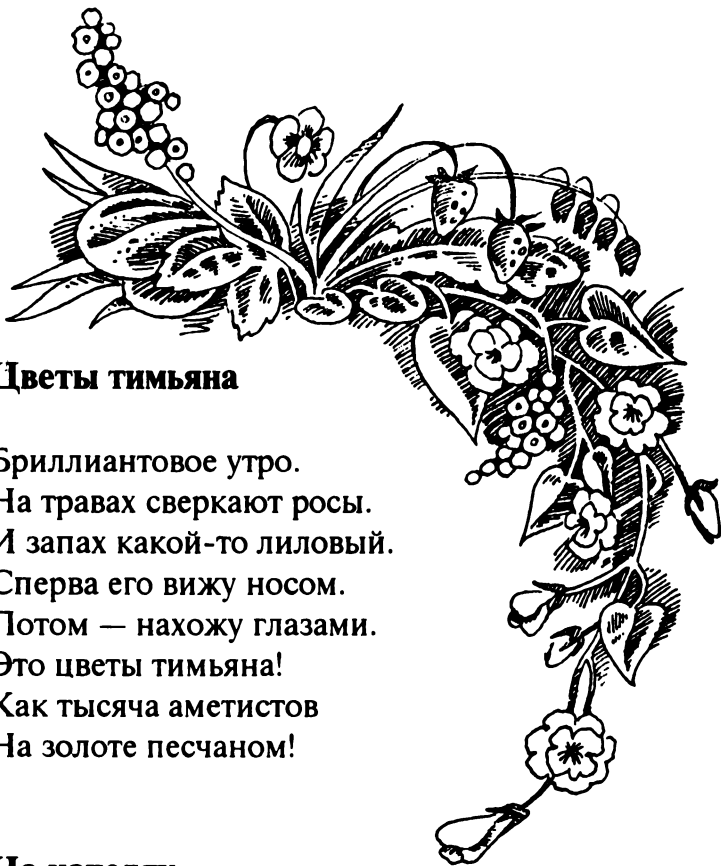 Цветы тимьяна
Бриллиантовое утро.
На травах сверкают росы.
И запах какой-то лиловый.
Сперва его вижу носом.
Потом — нахожу глазами.
Это цветы тимьяна!
Как тысяча аметистов
На золоте песчаном!